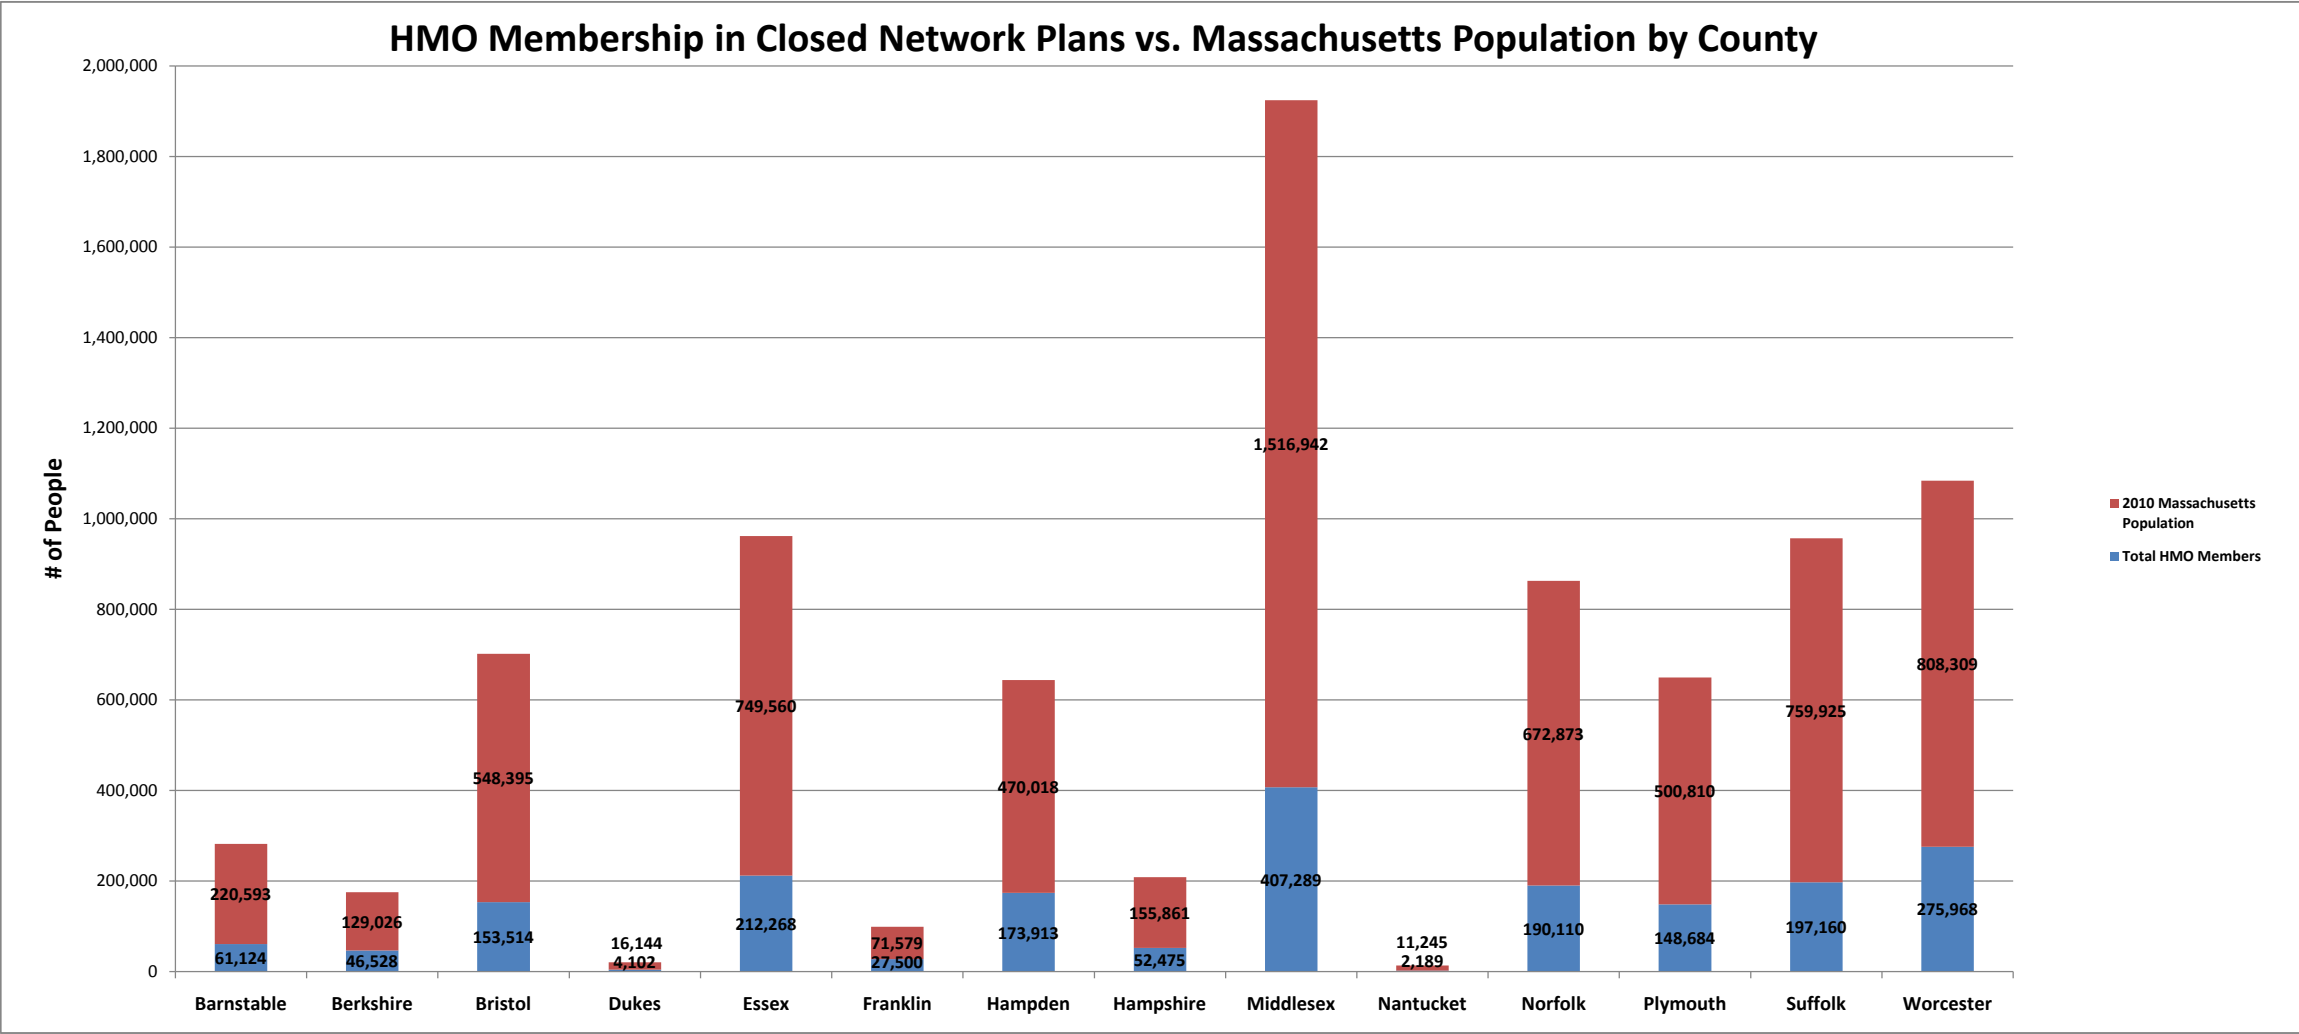 HMO Membership in Closed Network Plans vs. Massachusetts Population by County
# of People
2,000,000
1,800,000
1,600,000
1,400,000
1,200,000
1,000,000
800,000
600,000
400,000
200,000
0
220,593
61,124
129,026
46,528
548,395
153,514
16,144
4,102
749,560
212,268
71,579
27,500
470,018
173,913
155,861
52,475
1,516,942
407,289
11,245
2,189
672,873
190,110
500,810
148,684
759,925
197,160
808,309
275,968
Barnstable
Berkshire
Bristol
Dukes
Essex
Franklin
Hampden
Hampshire
Middlesex
Nantucket
Norfolk
Plymouth
Suffolk
Worcester
2010 Massachusetts
Population
Total HMO Members